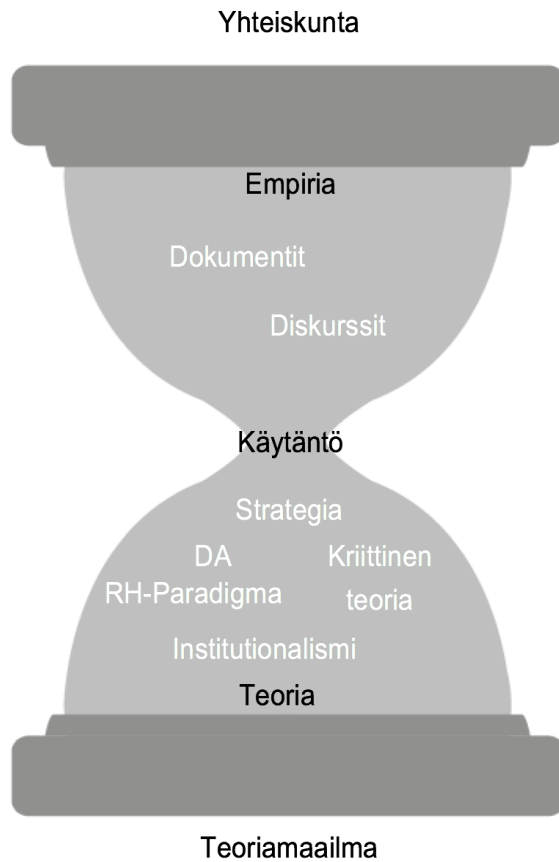 Yhteiskunta
Empiria
Dokumentit
Diskurssit
Käytäntö
Strategia
DA
RH-Paradigma
Kriittinen
teoria
Institutionalismi
Teoria
Teoriamaailma